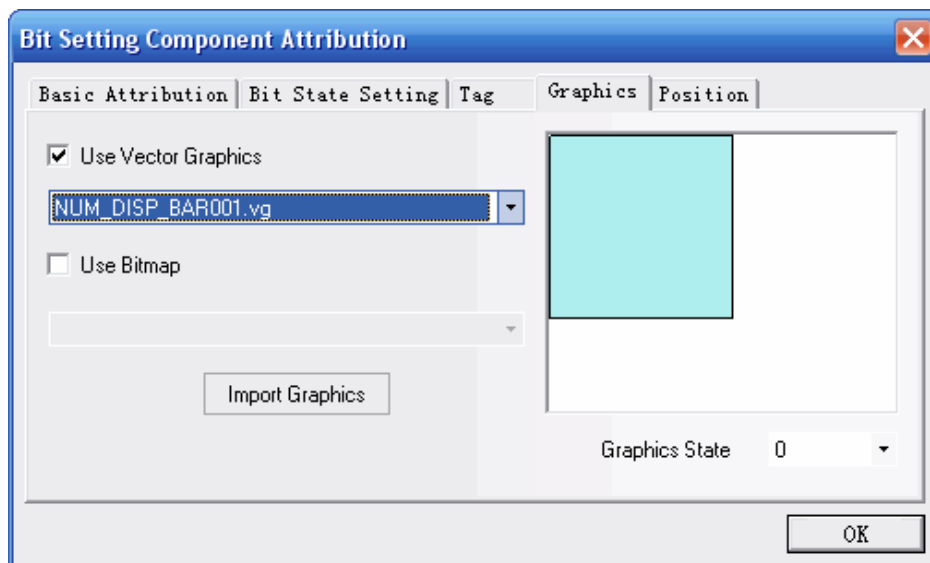 Bit Setting Component Attribution
Basic Attribution Bit State Setting Tag Graphics Position
Use Vector Graphics
NUM_DISP_BAR001.vg
Use Bitmap
Import Graphics
Graphics State 0
OK